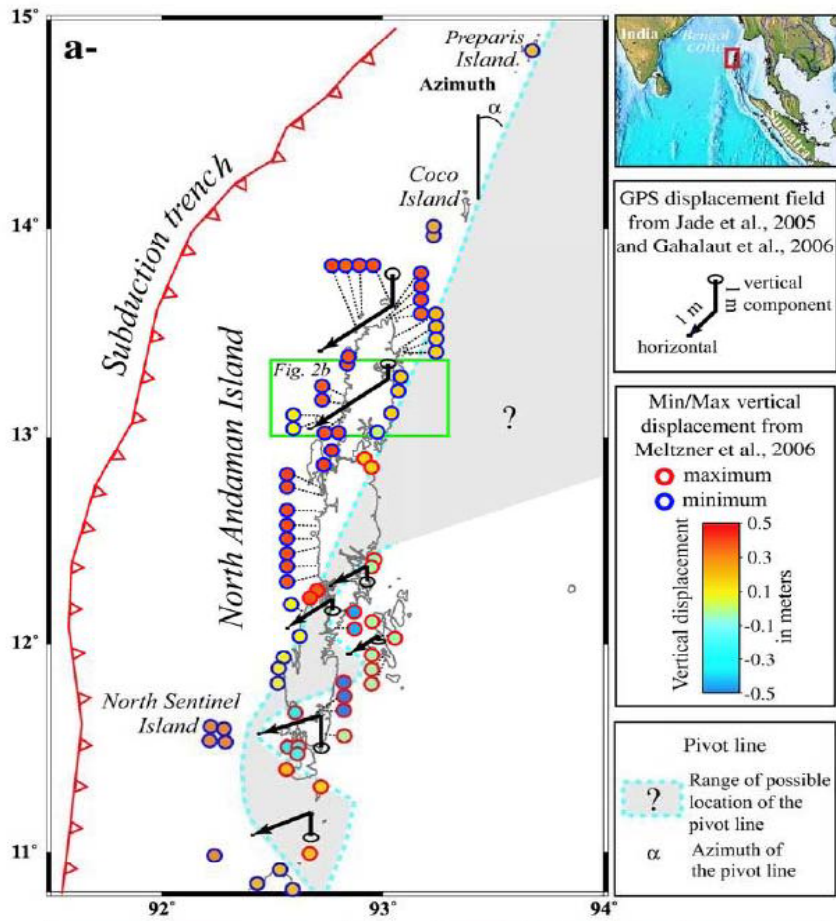 15°
14°
13°
12°
11°
92°
93°
94°
a-
Preparis
Island
Azimuth
α
Coco
Island
Subduction trench
Fig. 2b
North Andaman Island
?
North Sentinel
Island
India
Bengal
Sumatra
GPS displacement field
from Jade et al., 2005
and Gahalaut et al., 2006
vertical
component
1 m
1 m
horizontal
Min/Max vertical
displacement from
Meltzner et al., 2006
maximum
minimum
Vertical displacement
0.5
0.3
0.1
-0.1
-0.3
-0.5
in meters
Pivot line
?
Range of possible
location of the
pivot line
α
Azimuth of
the pivot line